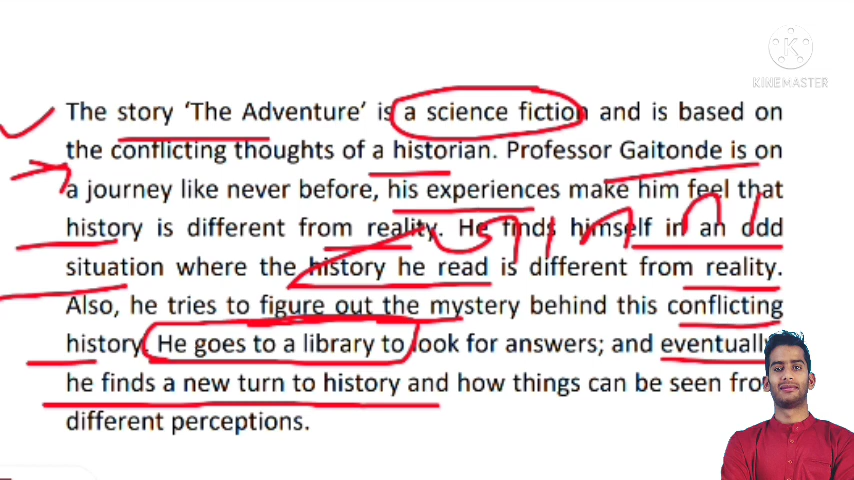 KINEMASTER
The story ‘The Adventure’ is a science fiction and is based on
the conflicting thoughts of a historian. Professor Gaitonde is on
a journey like never before, his experiences make him feel that
history is different from reality. He finds himself in an odd
situation where the history he read is different from reality.
Also, he tries to figure out the mystery behind this conflicting
history. He goes to a library to look for answers; and eventually
he finds a new turn to history and how things can be seen from
different perceptions.